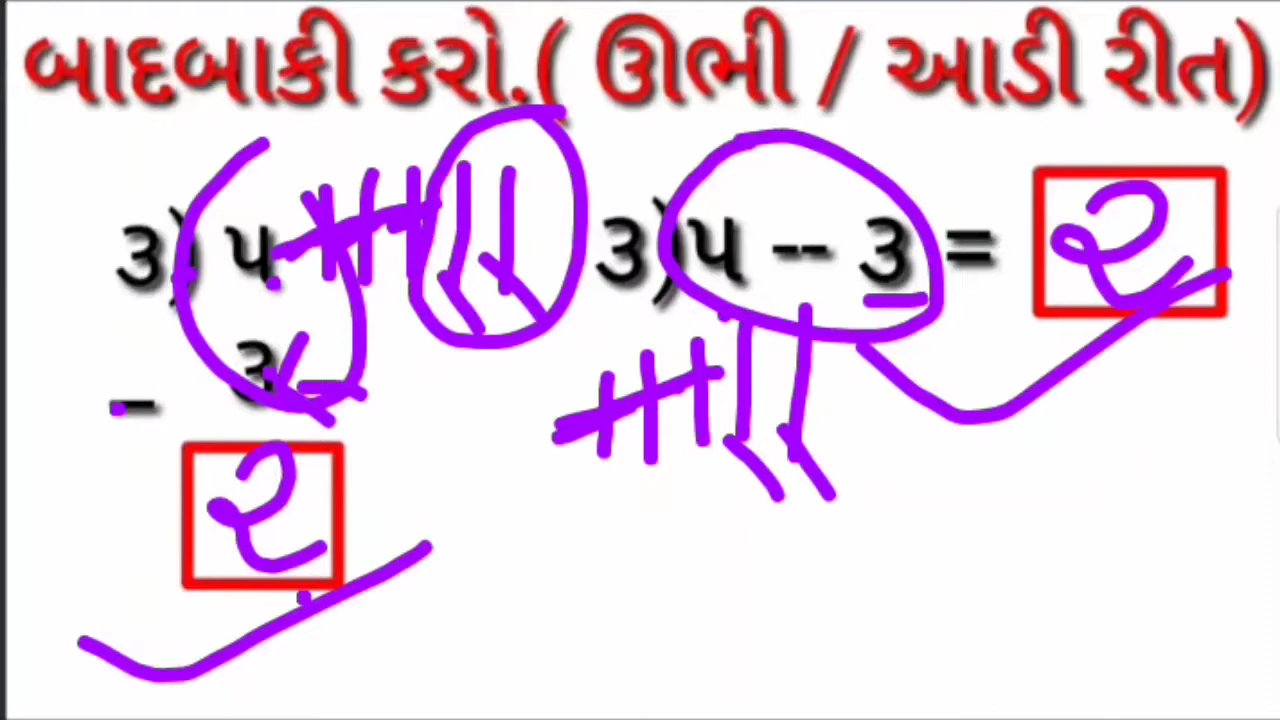 બાદબાકી કરો.( ઊભી / આડી રીત)
૩) ૫ ૩)૫ -- ૩ = ૨
– ૩
૨